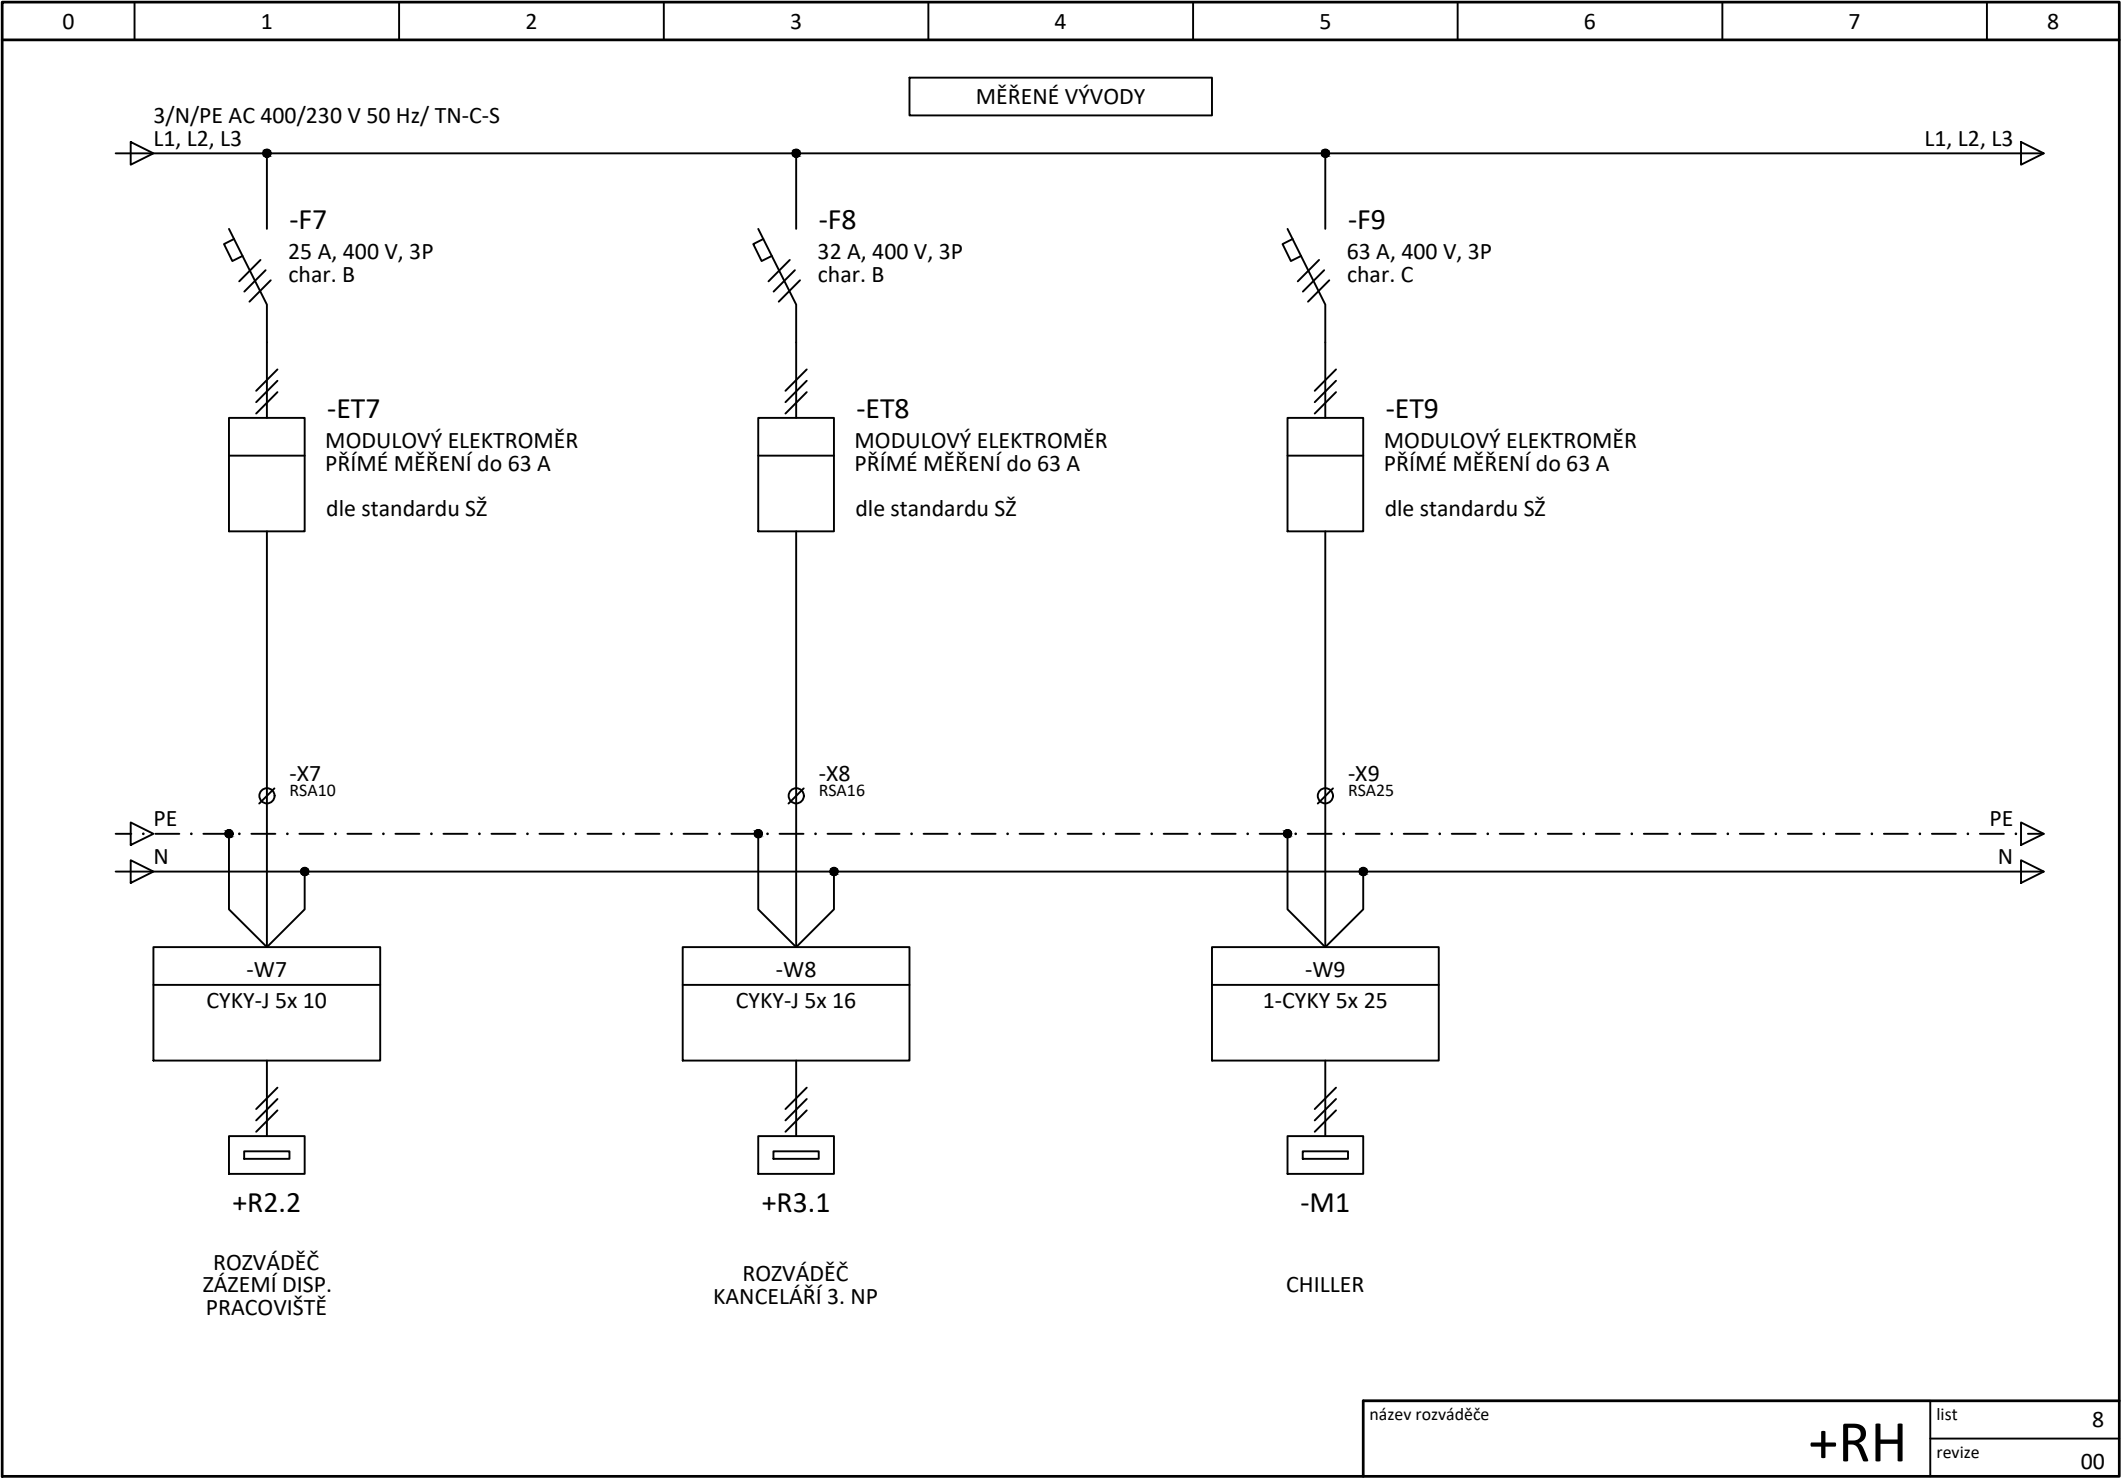 0 1 2 3 4 5 6 7 8
MĚŘENÉ VÝVODY
3/N/PE AC 400/230 V 50 Hz/ TN-C-S
L1, L2, L3
L1, L2, L3
-F7
25 A, 400 V, 3P
char. B
-F8
32 A, 400 V, 3P
char. B
-F9
63 A, 400 V, 3P
char. C
-ET7
MODULOVÝ ELEKTROMĚR
PŘÍMÉ MĚŘENÍ do 63 A
dle standardu SŽ
-ET8
MODULOVÝ ELEKTROMĚR
PŘÍMÉ MĚŘENÍ do 63 A
dle standardu SŽ
-ET9
MODULOVÝ ELEKTROMĚR
PŘÍMÉ MĚŘENÍ do 63 A
dle standardu SŽ
-X7
RSA10
-X8
RSA16
-X9
RSA25
PE
PE
N
N
-W7
CYKY-J 5x 10
-W8
CYKY-J 5x 16
-W9
1-CYKY 5x 25
+R2.2
+R3.1
-M1
ROZVÁDĚČ
ZÁZEMÍ DISP.
PRACOVIŠTĚ
ROZVÁDĚČ
KANCELÁŘÍ 3. NP
CHILLER
název rozváděče
+RH
list
8
revize
00